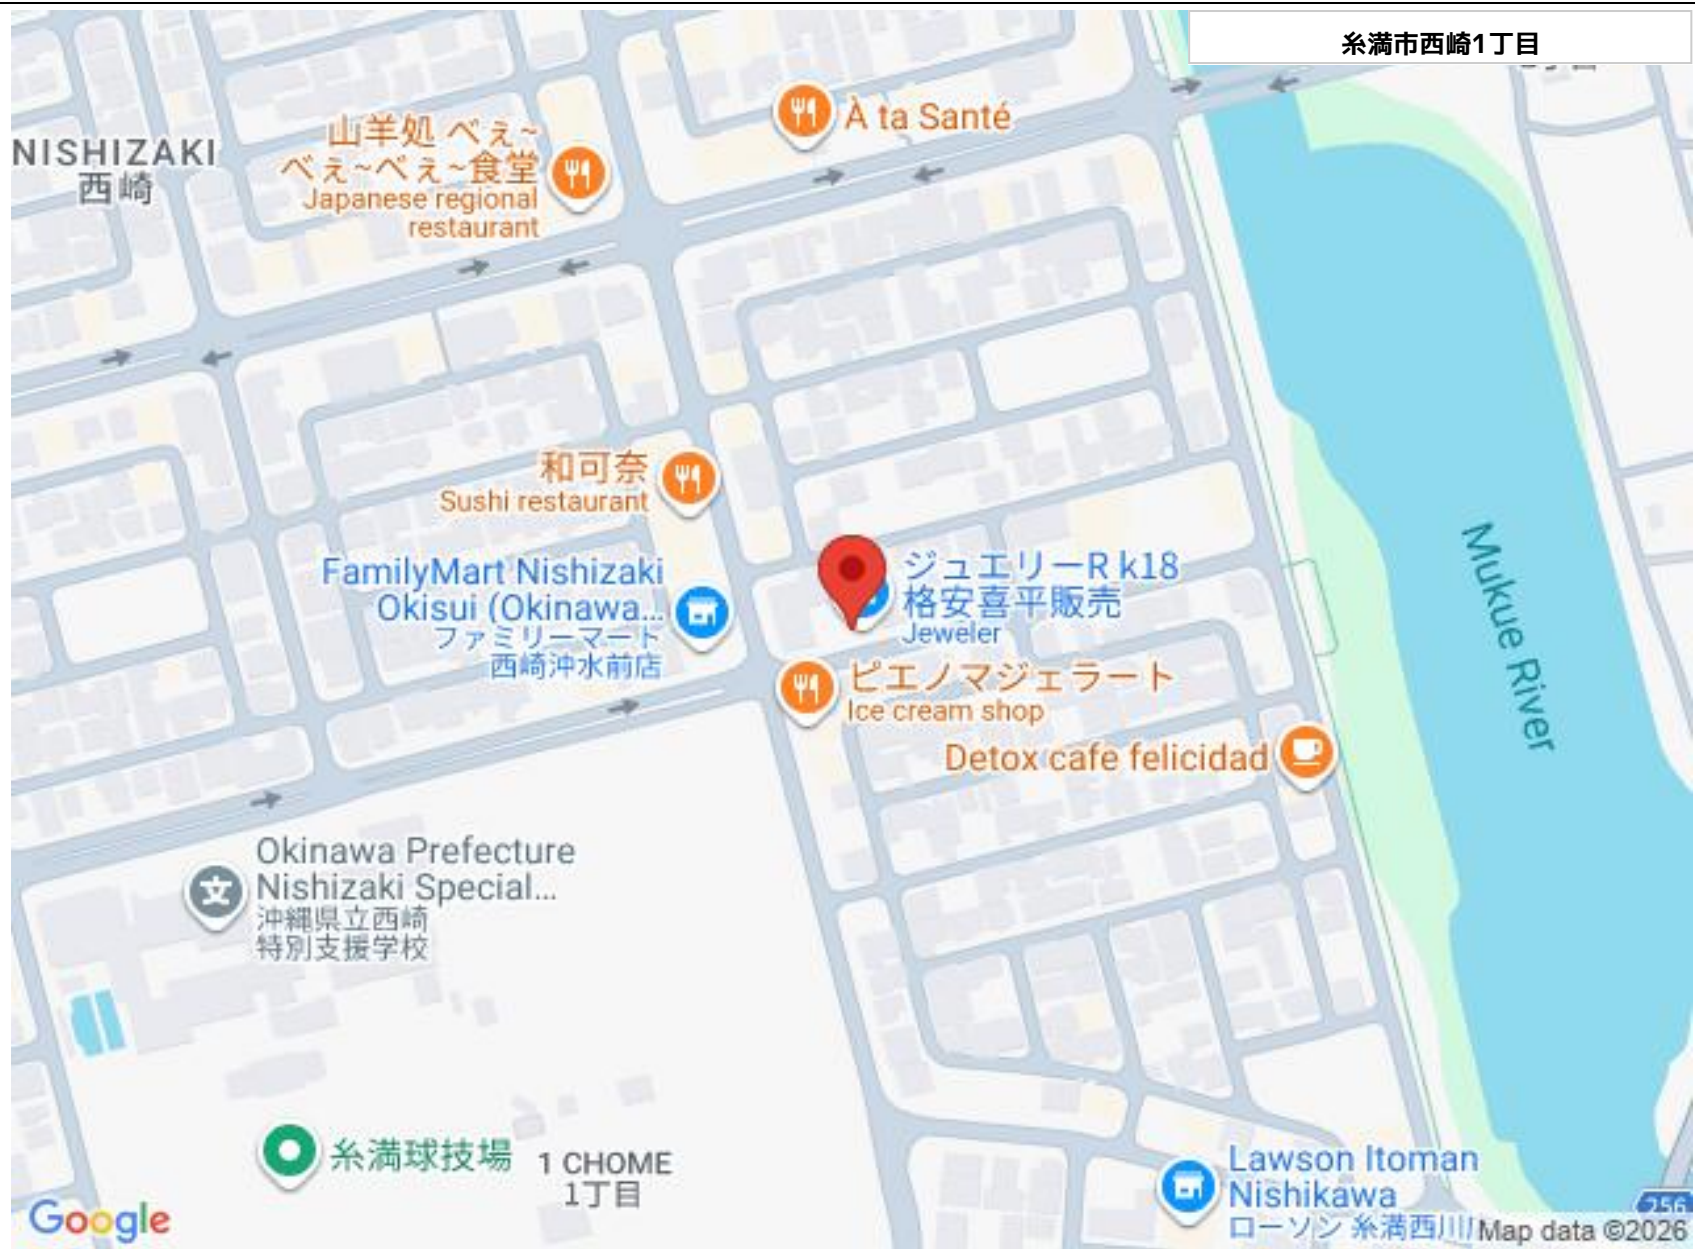 糸満市西崎1丁目
À ta Santé
山羊処 べぇ~
べぇ~べぇ~食堂
Japanese regional
restaurant
NISHIZAKI
西崎
和可奈
Sushi restaurant
FamilyMart Nishizaki
Okisui (Okinawa...
ファミリーマート
西崎沖水前店
ジュエリーR k18
格安喜平販売
Jeweler
ピエノマジェラート
Ice cream shop
Detox cafe felicidad
Mukue River
Okinawa Prefecture
Nishizaki Special...
文
沖縄県立西崎
特別支援学校
糸満球技場
1 CHOME
1丁目
Lawson Itoman
Nishikawa
ローソン 糸満西川
256
Google
Map data ©2026